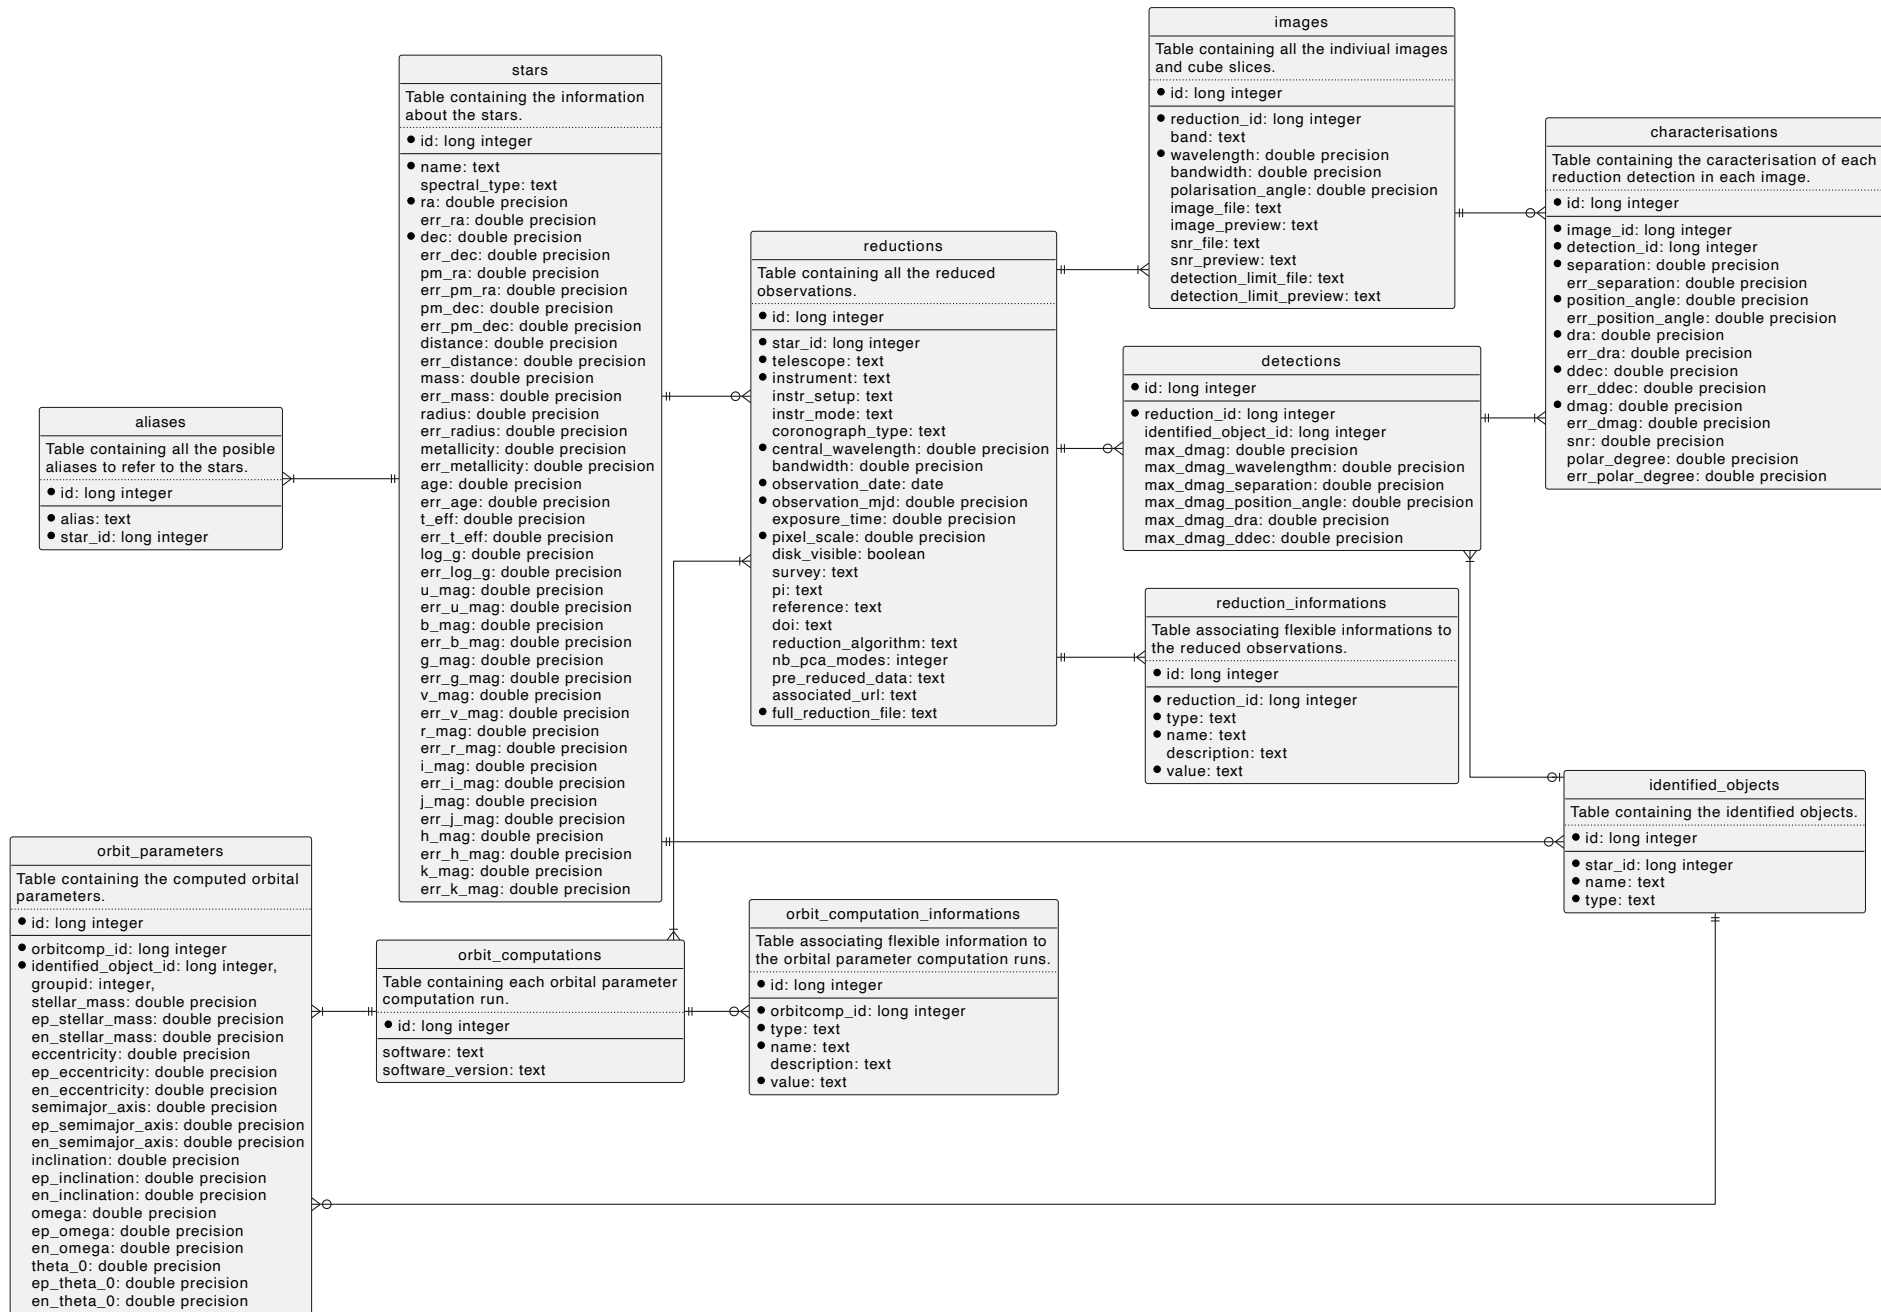 images
Table containing all the indiviual images
and cube slices.
● id: long integer
● reduction_id: long integer
band: text
● wavelength: double precision
bandwidth: double precision
polarisation_angle: double precision
image_file: text
image_preview: text
snr_file: text
snr_preview: text
detection_limit_file: text
detection_limit_preview: text
stars
Table containing the information
about the stars.
● id: long integer
● name: text
spectral_type: text
● ra: double precision
err_ra: double precision
● dec: double precision
err_dec: double precision
pm_ra: double precision
err_pm_ra: double precision
pm_dec: double precision
err_pm_dec: double precision
distance: double precision
err_distance: double precision
mass: double precision
err_mass: double precision
radius: double precision
err_radius: double precision
metallicity: double precision
err_metallicity: double precision
age: double precision
err_age: double precision
t_eff: double precision
err_t_eff: double precision
log_g: double precision
err_log_g: double precision
u_mag: double precision
err_u_mag: double precision
b_mag: double precision
err_b_mag: double precision
g_mag: double precision
err_g_mag: double precision
v_mag: double precision
err_v_mag: double precision
r_mag: double precision
err_r_mag: double precision
i_mag: double precision
err_i_mag: double precision
j_mag: double precision
err_j_mag: double precision
h_mag: double precision
err_h_mag: double precision
k_mag: double precision
err_k_mag: double precision
characterisations
Table containing the caracterisation of each
reduction detection in each image.
● id: long integer
● image_id: long integer
● detection_id: long integer
● separation: double precision
err_separation: double precision
● position_angle: double precision
err_position_angle: double precision
● dra: double precision
err_dra: double precision
● ddec: double precision
err_ddec: double precision
● dmag: double precision
err_dmag: double precision
snr: double precision
polar_degree: double precision
err_polar_degree: double precision
reductions
Table containing all the reduced
observations.
● id: long integer
● star_id: long integer
● telescope: text
● instrument: text
instr_setup: text
instr_mode: text
coronograph_type: text
● central_wavelength: double precision
bandwidth: double precision
● observation_date: date
● observation_mjd: double precision
exposure_time: double precision
● pixel_scale: double precision
disk_visible: boolean
survey: text
pi: text
reference: text
doi: text
reduction_algorithm: text
nb_pca_modes: integer
pre_reduced_data: text
associated_url: text
● full_reduction_file: text
detections
● id: long integer
● reduction_id: long integer
identified_object_id: long integer
max_dmag: double precision
max_dmag_wavelengthm: double precision
max_dmag_separation: double precision
max_dmag_position_angle: double precision
max_dmag_dra: double precision
max_dmag_ddec: double precision
aliases
Table containing all the posible
aliases to refer to the stars.
● id: long integer
● alias: text
● star_id: long integer
reduction_informations
Table associating flexible informations to
the reduced observations.
● id: long integer
● reduction_id: long integer
● type: text
● name: text
description: text
● value: text
identified_objects
Table containing the identified objects.
● id: long integer
● star_id: long integer
● name: text
● type: text
orbit_parameters
Table containing the computed orbital
parameters.
● id: long integer
● orbitcomp_id: long integer
● identified_object_id: long integer,
groupid: integer,
stellar_mass: double precision
ep_stellar_mass: double precision
en_stellar_mass: double precision
eccentricity: double precision
ep_eccentricity: double precision
en_eccentricity: double precision
semimajor_axis: double precision
ep_semimajor_axis: double precision
en_semimajor_axis: double precision
inclination: double precision
ep_inclination: double precision
en_inclination: double precision
omega: double precision
ep_omega: double precision
en_omega: double precision
theta_0: double precision
ep_theta_0: double precision
en_theta_0: double precision
orbit_computations
Table containing each orbital parameter
computation run.
● id: long integer
software: text
software_version: text
orbit_computation_informations
Table associating flexible information to
the orbital parameter computation runs.
● id: long integer
● orbitcomp_id: long integer
● type: text
● name: text
description: text
● value: text